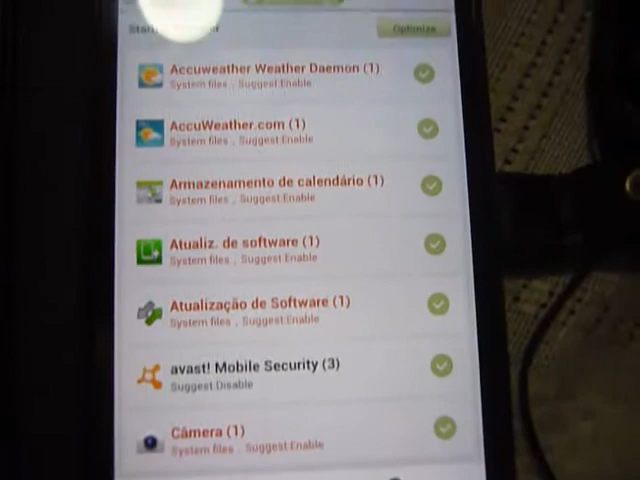 Optimize
Accuweather Weather Daemon (1)
System files , Suggest Enable
AccuWeather.com (1)
System files , Suggest Enable
Armazenamento de calendário (1)
System files , Suggest Enable
Atualiz. de software (1)
System files , Suggest Enable
Atualização de Software (1)
System files , Suggest Enable
avast! Mobile Security (3)
Suggest Disable
Câmera (1)
System files , Suggest Enable